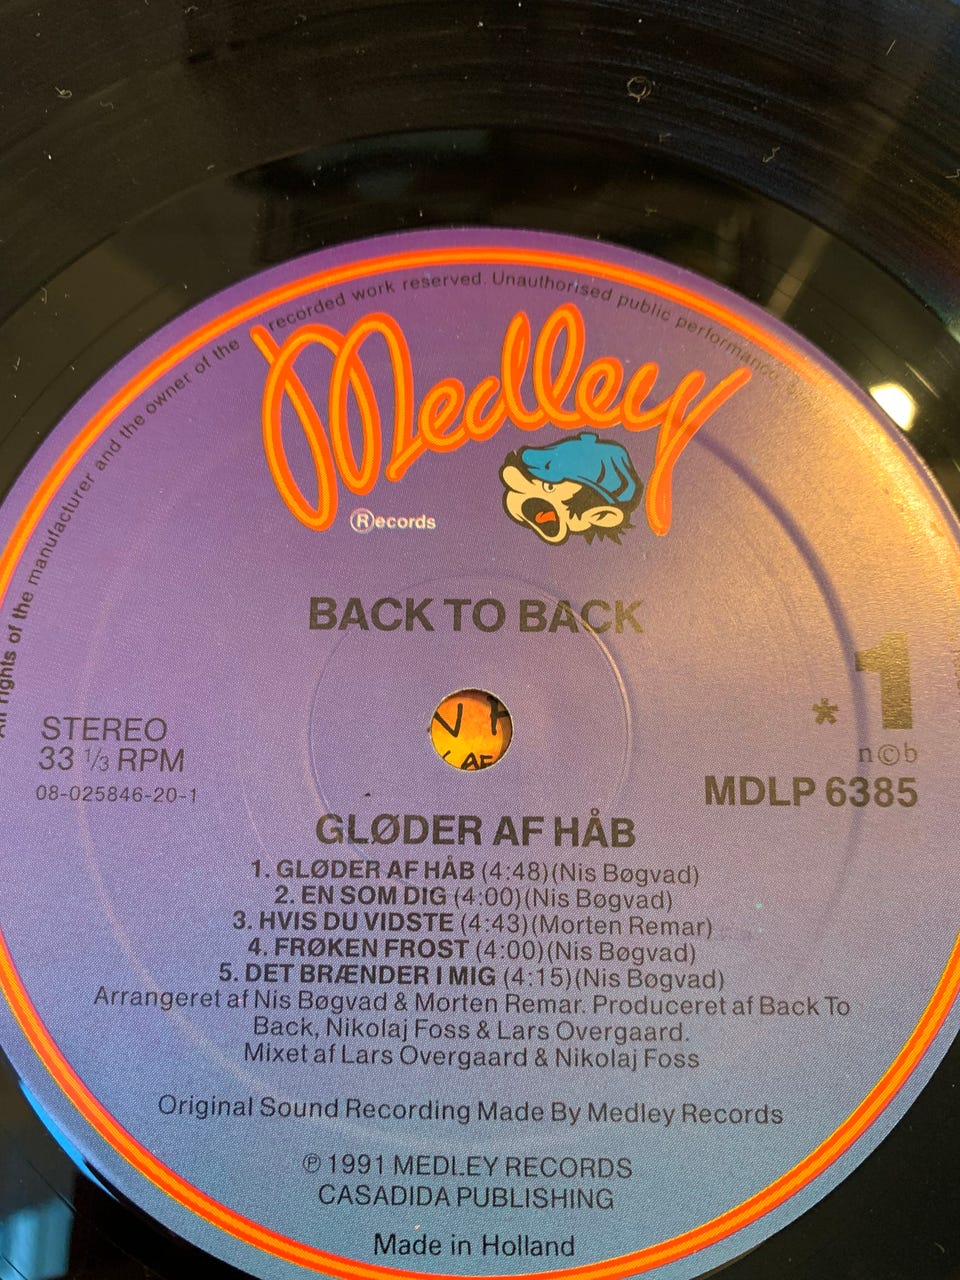 All rights of the manufacturer and the owner of the recorded work reserved. Unauthorised public performance,
Medley
Records
BACK TO BACK
1
*
STEREO
33 1/3 RPM
n©b
08-025846-20-1
MDLP 6385
GLØDER AF HÅB
1. GLØDER AF HÅB (4:48)(Nis Bøgvad)
2. EN SOM DIG (4:00)(Nis Bøgvad)
3. HVIS DU VIDSTE (4:43)(Morten Remar)
4. FRØKEN FROST (4:00)(Nis Bøgvad)
5. DET BRÆNDER I MIG (4:15)(Nis Bøgvad)
Arrangeret af Nis Bøgvad & Morten Remar. Produceret af Back To
Back, Nikolaj Foss & Lars Overgaard.
Mixet af Lars Overgaard & Nikolaj Foss
Original Sound Recording Made By Medley Records
℗ 1991 MEDLEY RECORDS
CASADIDA PUBLISHING
Made in Holland